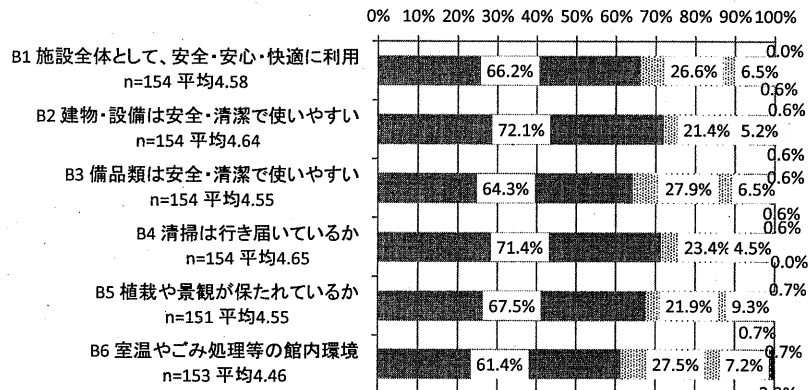 0% 10% 20% 30% 40% 50% 60% 70% 80% 90% 100%
B1 施設全体として、安全・安心・快適に利用
n=154 平均4.58
66.2% 26.6% 6.5% 0.0%
0.6%
B2 建物・設備は安全・清潔で使いやすい
n=154 平均4.64
72.1% 21.4% 5.2% 0.6%
0.6%
B3 備品類は安全・清潔で使いやすい
n=154 平均4.55
64.3% 27.9% 6.5% 0.6%
0.6%
B4 清掃は行き届いているか
n=154 平均4.65
71.4% 23.4% 4.5% 0.6%
0.0%
B5 植栽や景観が保たれているか
n=151 平均4.55
67.5% 21.9% 9.3% 0.7%
0.7%
B6 室温やごみ処理等の館内環境
n=153 平均4.46
61.4% 27.5% 7.2% 0.7%